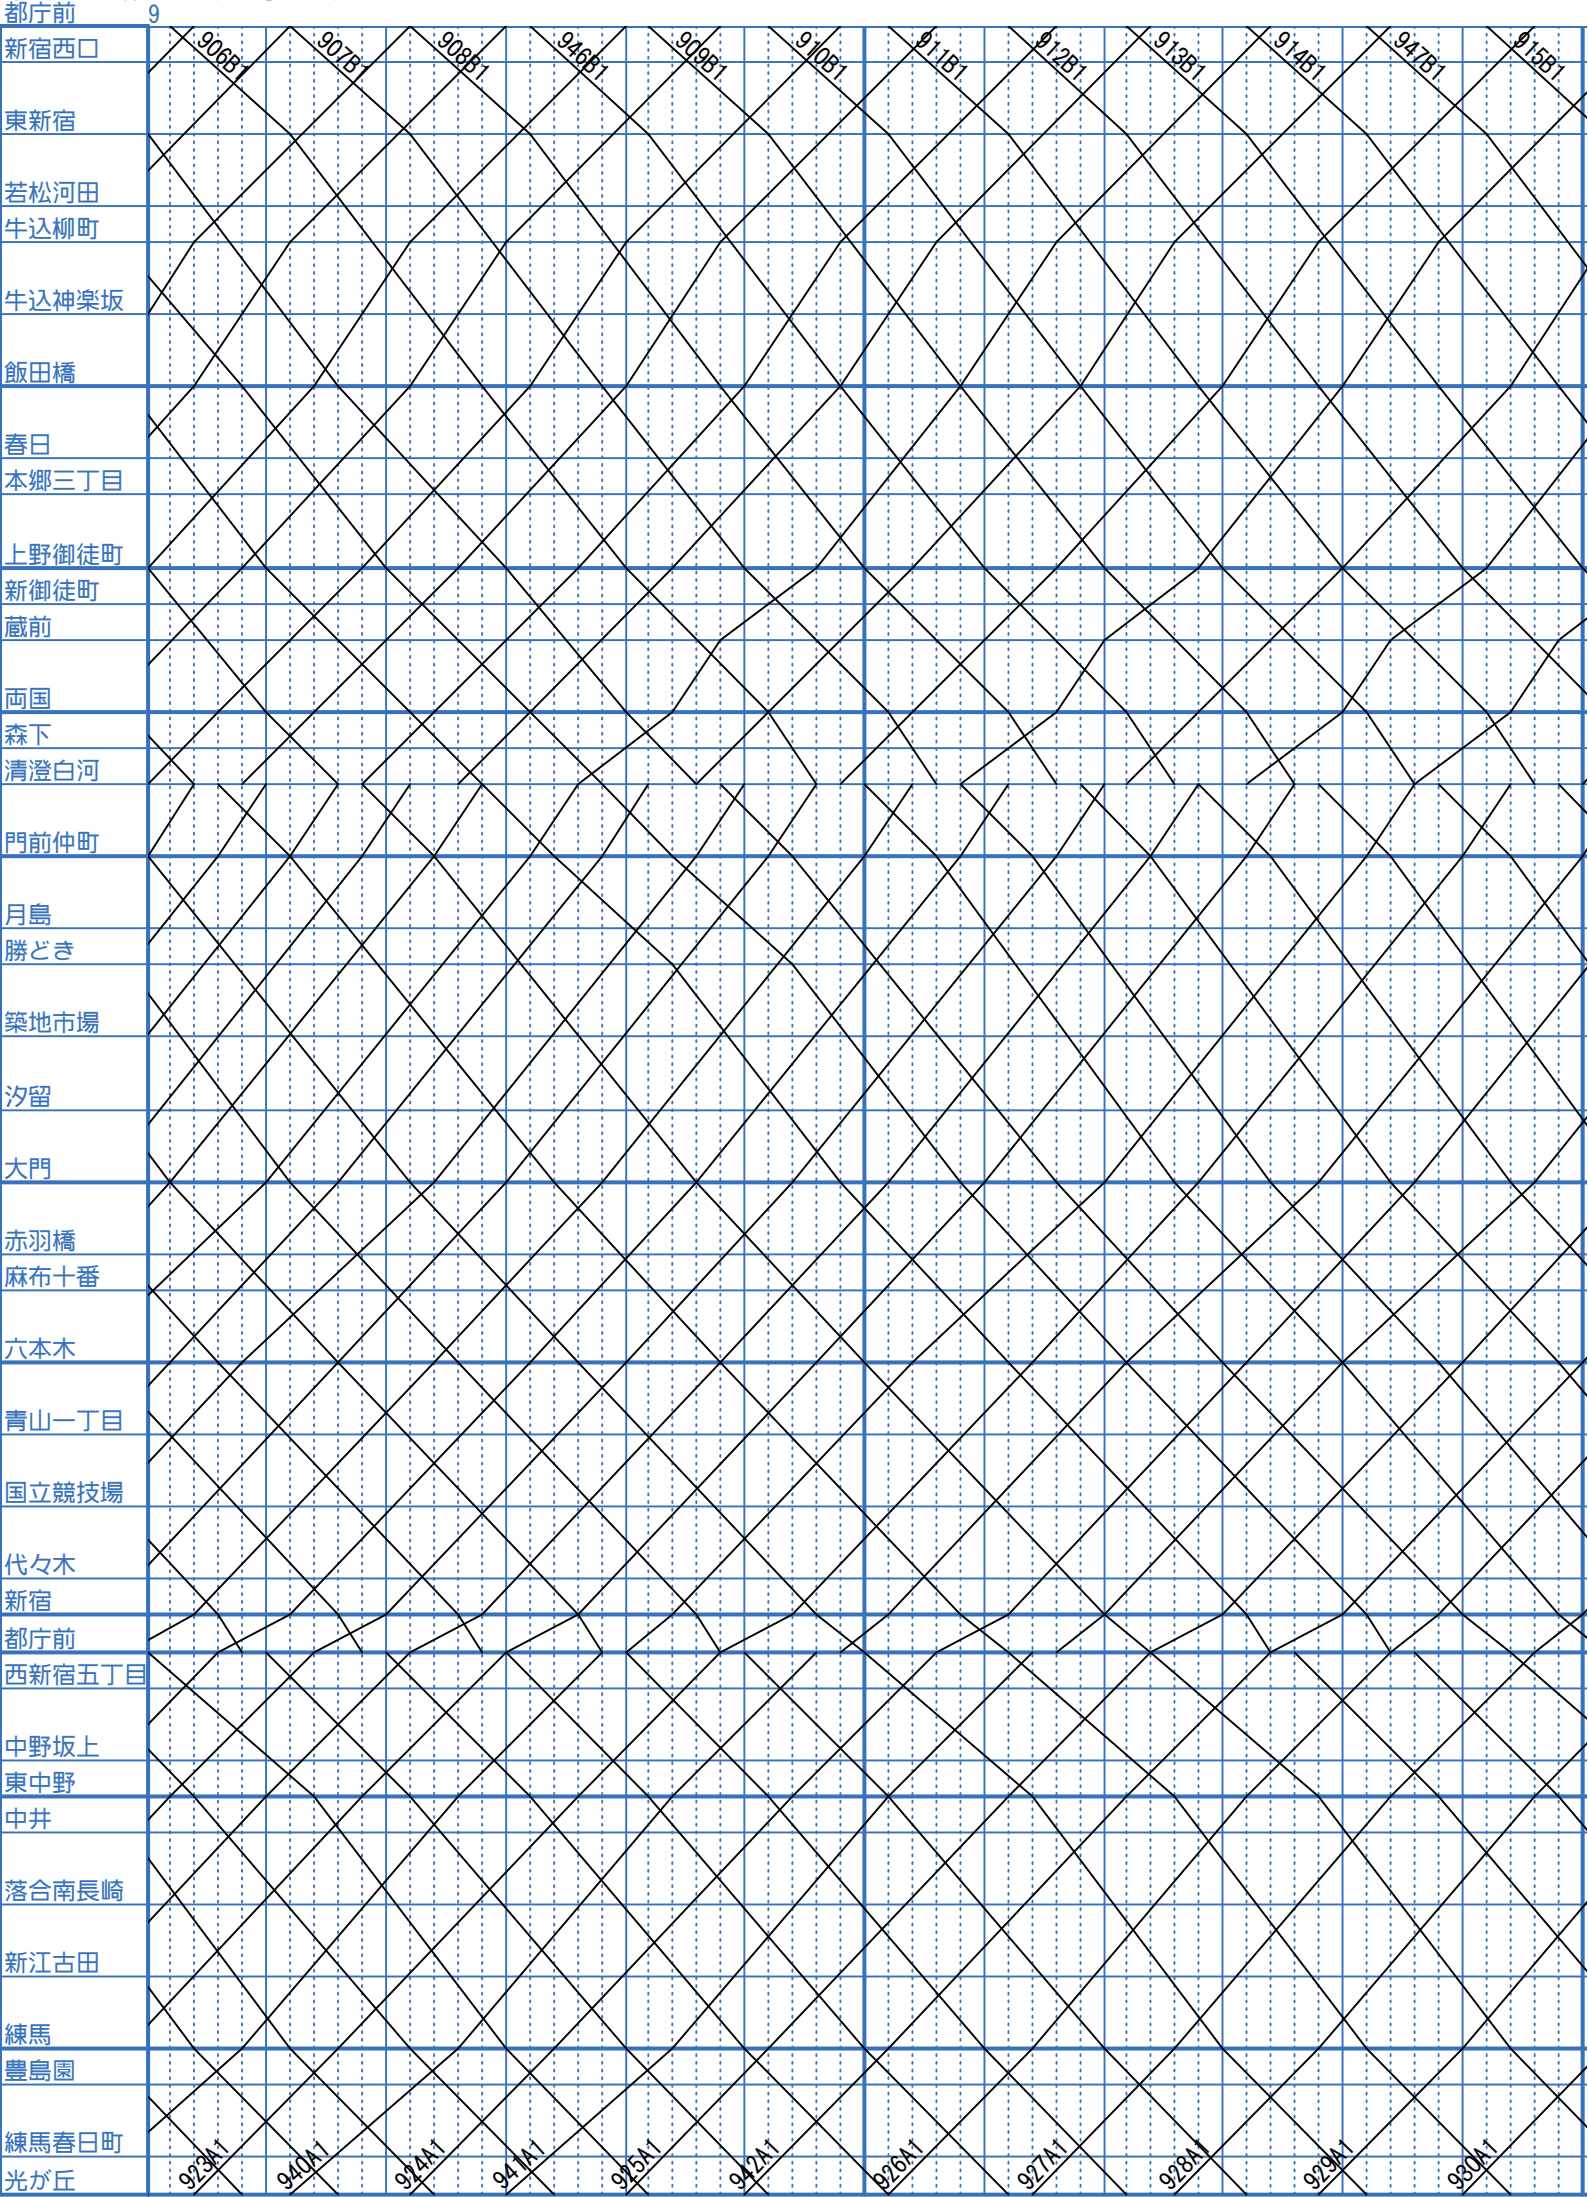 都庁前 9
新宿西口
906B1 907B1 908B1 946B1 909B1 910B1 911B1 912B1 913B1 914B1 947B1 915B1
東新宿
若松河田
牛込柳町
牛込神楽坂
飯田橋
春日
本郷三丁目
上野御徒町
新御徒町
蔵前
両国
森下
清澄白河
門前仲町
月島
勝どき
築地市場
汐留
大門
赤羽橋
麻布十番
六本木
青山一丁目
国立競技場
代々木
新宿
都庁前
西新宿五丁目
中野坂上
東中野
中井
落合南長崎
新江古田
練馬
豊島園
練馬春日町
923A1 940A1 924A1 941A1 925A1 942A1 926A1 927A1 928A1 929A1 930A1
光が丘